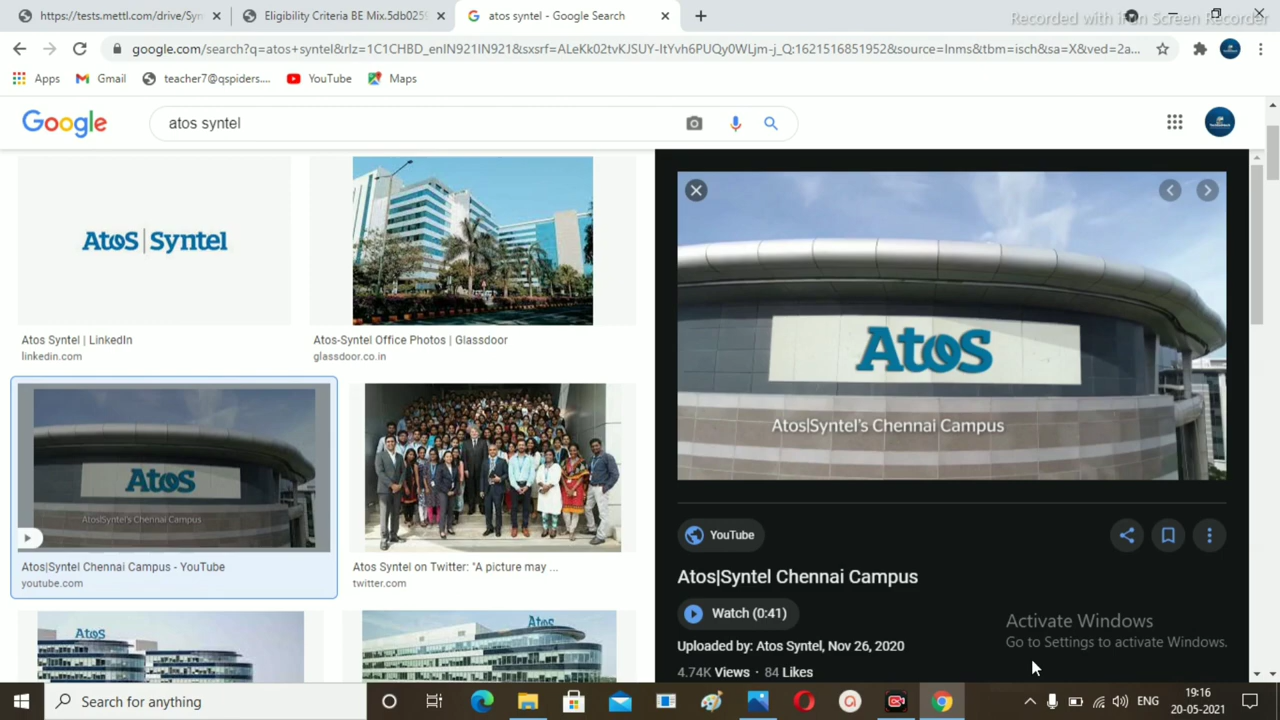 https://tests.mettl.com/drive/Syn
Eligibility Criteria BE Mix.5db0259
atos syntel - Google Search
Recorded with iFun Screen Recorder
google.com/search?q=atos+syntel&rlz=1C1CHBD_enIN921IN921&sxsrf=ALeKk02tvKJSUY-ItYvh6PUQy0WLjm-j_Q:1621516851952&source=lnms&tbm=isch&sa=X&ved=2a...
Apps
Gmail
teacher7@qspiders....
YouTube
Maps
Google
atos syntel
Atos | Syntel
Atos Syntel | LinkedIn
linkedin.com
Atos-Syntel Office Photos | Glassdoor
glassdoor.co.in
Atos
Atos|Syntel's Chennai Campus
Atos|Syntel Chennai Campus - YouTube
youtube.com
Atos Syntel on Twitter: "A picture may ...
twitter.com
Atos
Atos
Atos
Atos|Syntel's Chennai Campus
YouTube
Atos|Syntel Chennai Campus
Watch (0:41)
Uploaded by: Atos Syntel, Nov 26, 2020
4.74K Views · 84 Likes
Activate Windows
Go to Settings to activate Windows.
Search for anything
ENG
19:16
20-05-2021